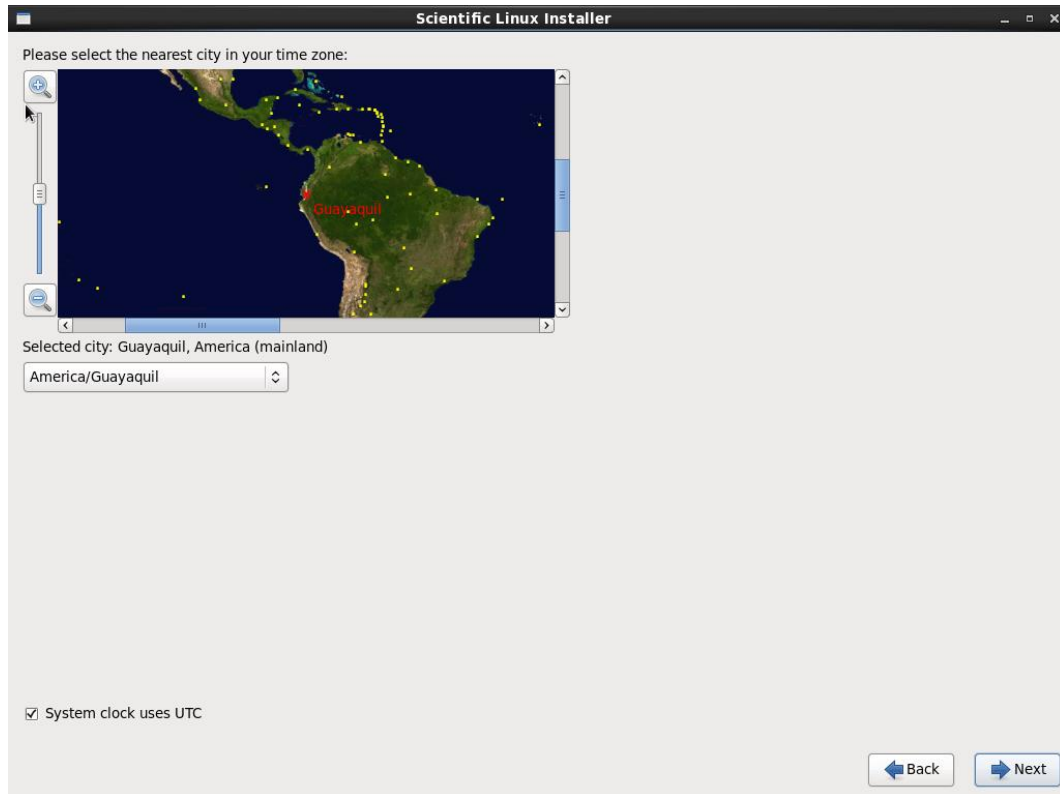 Scientific Linux Installer
Please select the nearest city in your time zone:
Guayaquil
Selected city: Guayaquil, America (mainland)
America/Guayaquil
System clock uses UTC
Back
Next